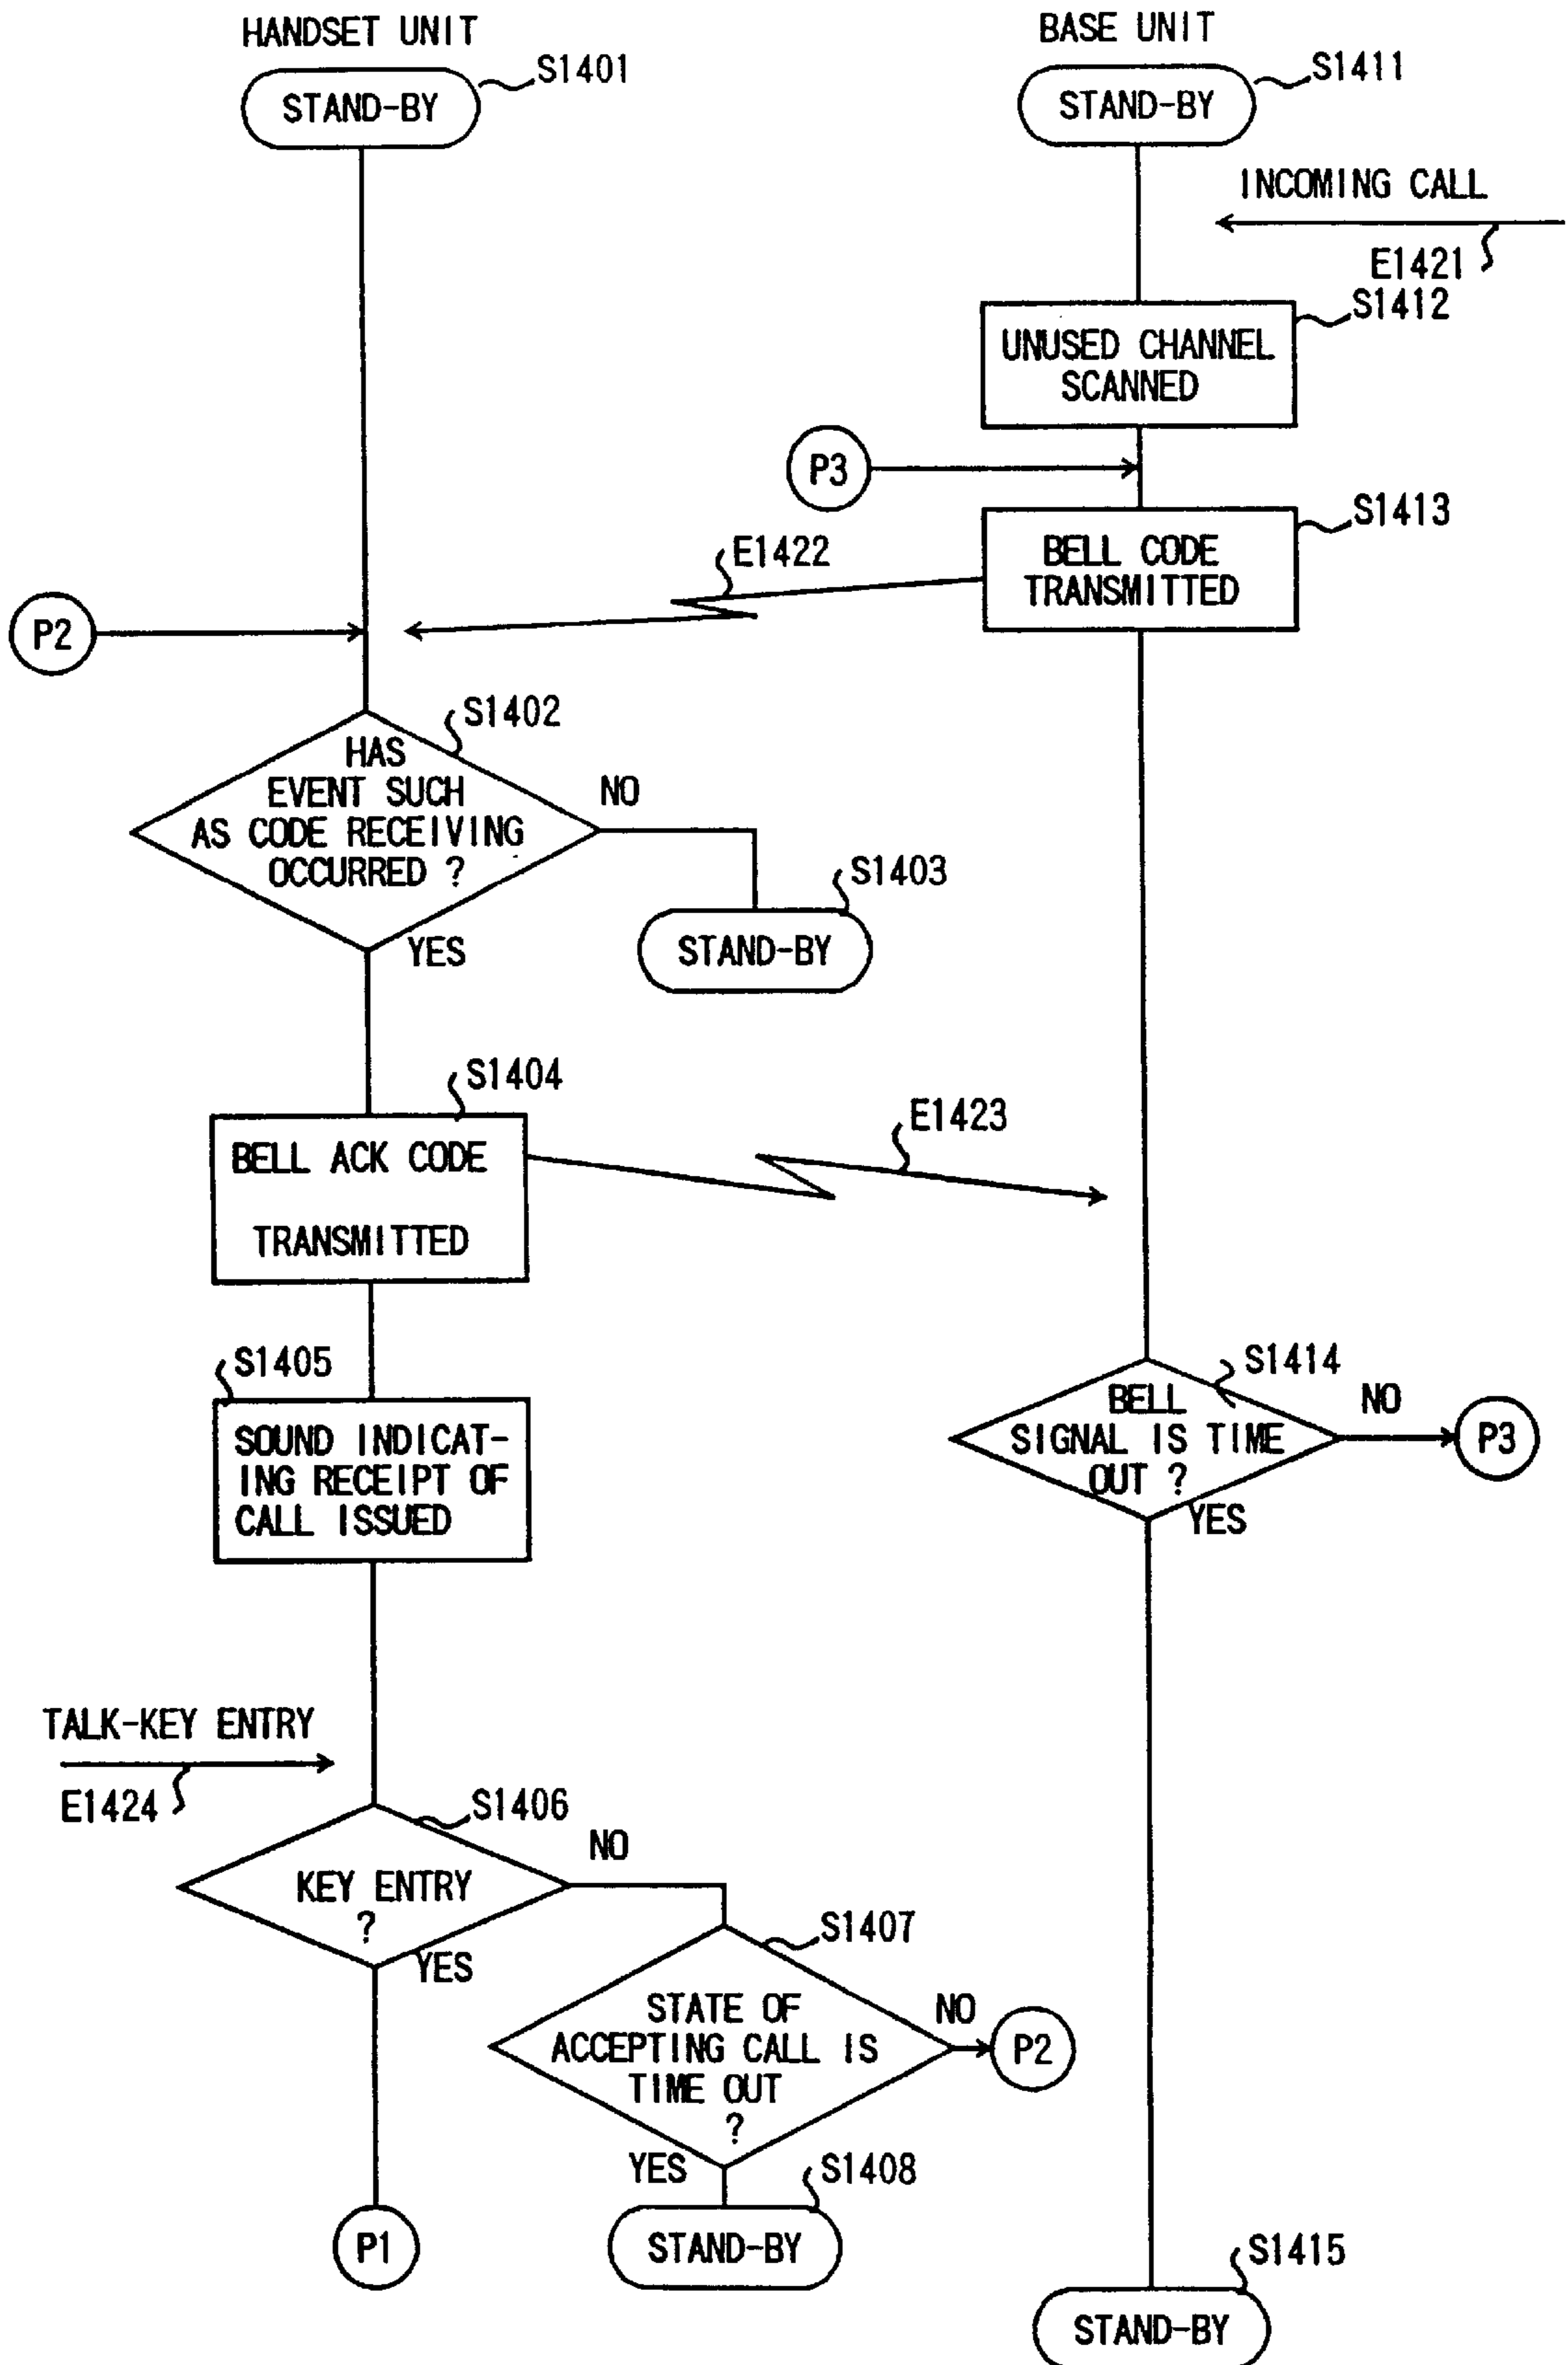 HANDSET UNIT
BASE UNIT
STAND-BY
S1401
STAND-BY
S1411
INCOMING CALL
E1421
S1412
UNUSED CHANNEL
SCANNED
P3
S1413
BELL CODE
TRANSMITTED
E1422
P2
S1402
HAS
EVENT SUCH
AS CODE RECEIVING
OCCURRED ?
NO
S1403
STAND-BY
YES
S1404
BELL ACK CODE
TRANSMITTED
E1423
S1405
SOUND INDICAT-
ING RECEIPT OF
CALL ISSUED
S1414
BELL
SIGNAL IS TIME
OUT ?
NO
P3
YES
TALK-KEY ENTRY
E1424
S1406
KEY ENTRY
?
NO
YES
S1407
STATE OF
ACCEPTING CALL IS
TIME OUT
?
NO
P2
YES
S1408
STAND-BY
P1
S1415
STAND-BY